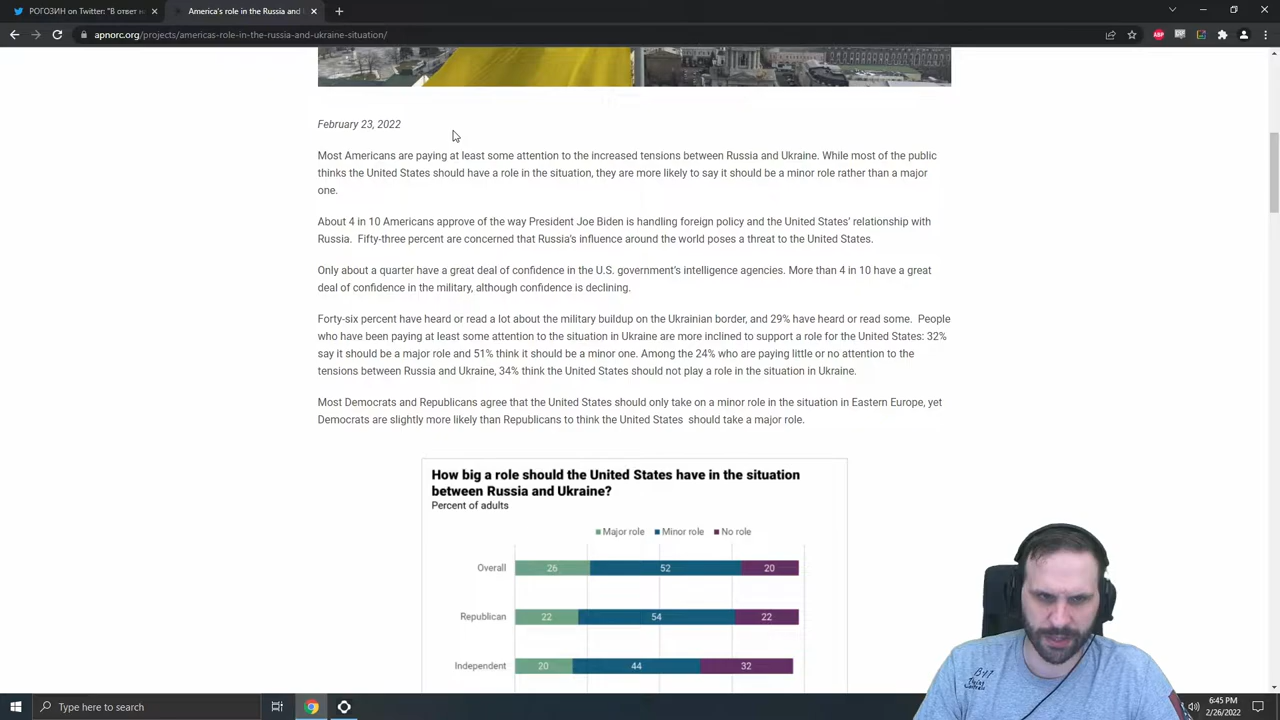 РОГОЗИН on Twitter: "В ответ н
America's Role in the Russia and U
apnorc.org/projects/americas-role-in-the-russia-and-ukraine-situation/
ABP
February 23, 2022
Most Americans are paying at least some attention to the increased tensions between Russia and Ukraine. While most of the public
thinks the United States should have a role in the situation, they are more likely to say it should be a minor role rather than a major
one.
About 4 in 10 Americans approve of the way President Joe Biden is handling foreign policy and the United States' relationship with
Russia.  Fifty-three percent are concerned that Russia's influence around the world poses a threat to the United States.
Only about a quarter have a great deal of confidence in the U.S. government's intelligence agencies. More than 4 in 10 have a great
deal of confidence in the military, although confidence is declining.
Forty-six percent have heard or read a lot about the military buildup on the Ukrainian border, and 29% have heard or read some.  People
who have been paying at least some attention to the situation in Ukraine are more inclined to support a role for the United States: 32%
say it should be a major role and 51% think it should be a minor one. Among the 24% who are paying little or no attention to the
tensions between Russia and Ukraine, 34% think the United States should not play a role in the situation in Ukraine.
Most Democrats and Republicans agree that the United States should only take on a minor role in the situation in Eastern Europe, yet
Democrats are slightly more likely than Republicans to think the United States  should take a major role.
How big a role should the United States have in the situation
between Russia and Ukraine?
Percent of adults
Major role Minor role No role
Overall 26 52 20
Republican 22 54 22
Independent 20 44 32
Type here to search
6:45 PM
2/26/2022